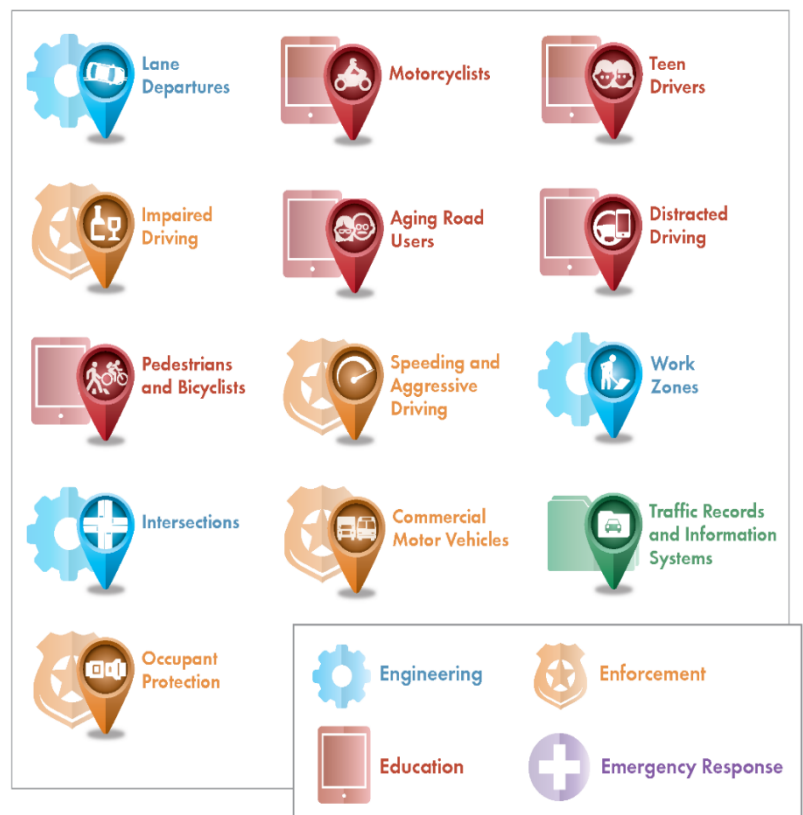 Lane
Departures
Motorcyclists
Teen
Drivers
Impaired
Driving
Aging Road
Users
Distracted
Driving
Pedestrians
and Bicyclists
Speeding and
Aggressive
Driving
Work
Zones
Intersections
Commercial
Motor Vehicles
Traffic Records
and Information
Systems
Occupant
Protection
Engineering
Enforcement
Education
Emergency Response